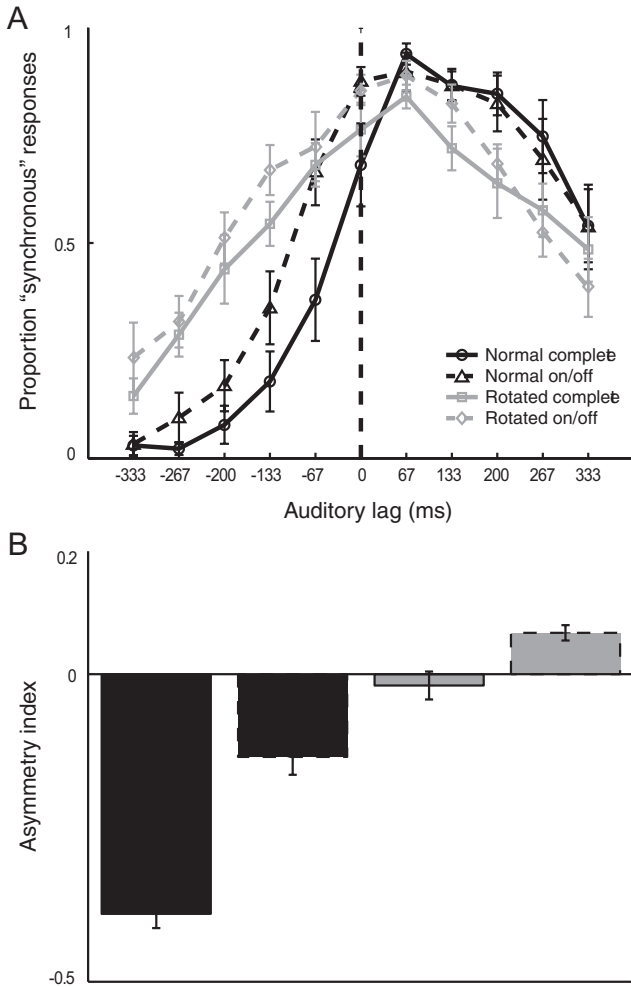 A
1
0.5
0
Proportion “synchronous” responses
Normal complete
Normal on/off
Rotated complete
Rotated on/off
-333 -267 -200 -133 -67 0 67 133 200 267 333
Auditory lag (ms)
B
0.2
0
-0.5
Asymmetry index